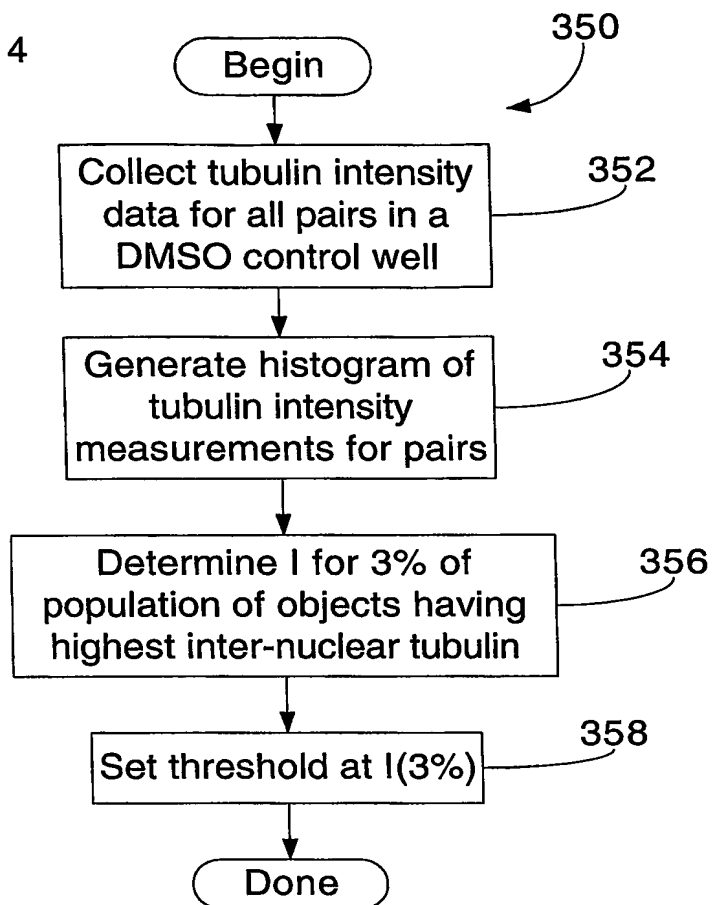 4
350
Begin
Collect tubulin intensity
data for all pairs in a
DMSO control well
352
Generate histogram of
tubulin intensity
measurements for pairs
354
Determine I for 3% of
population of objects having
highest inter-nuclear tubulin
356
Set threshold at I(3%)
358
Done